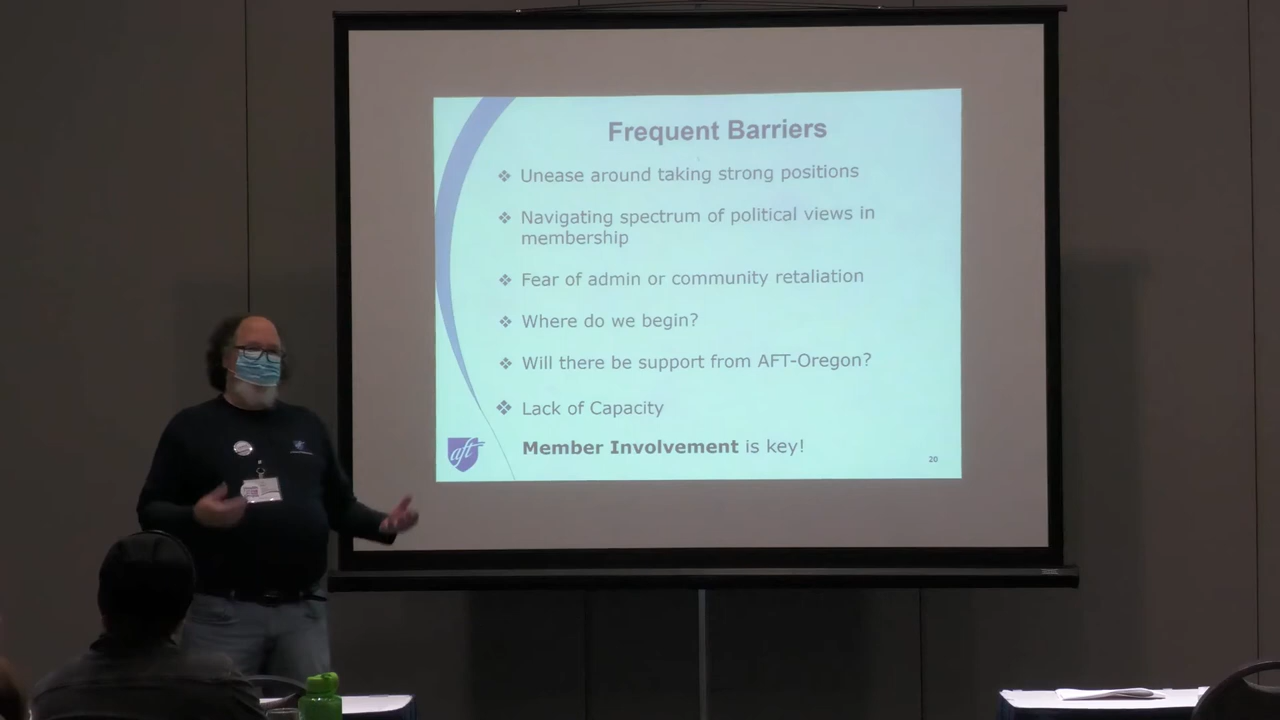 Frequent Barriers
❖ Unease around taking strong positions
❖ Navigating spectrum of political views in
membership
❖ Fear of admin or community retaliation
❖ Where do we begin?
❖ Will there be support from AFT-Oregon?
❖ Lack of Capacity
Member Involvement is key!
aft
20